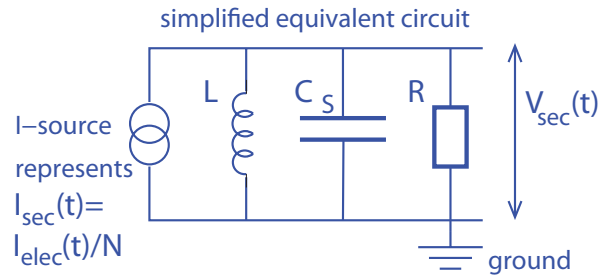 simplified equivalent circuit
L
C S
R
V sec (t)
I–source
represents
I sec (t)=
I elec (t)/N
ground